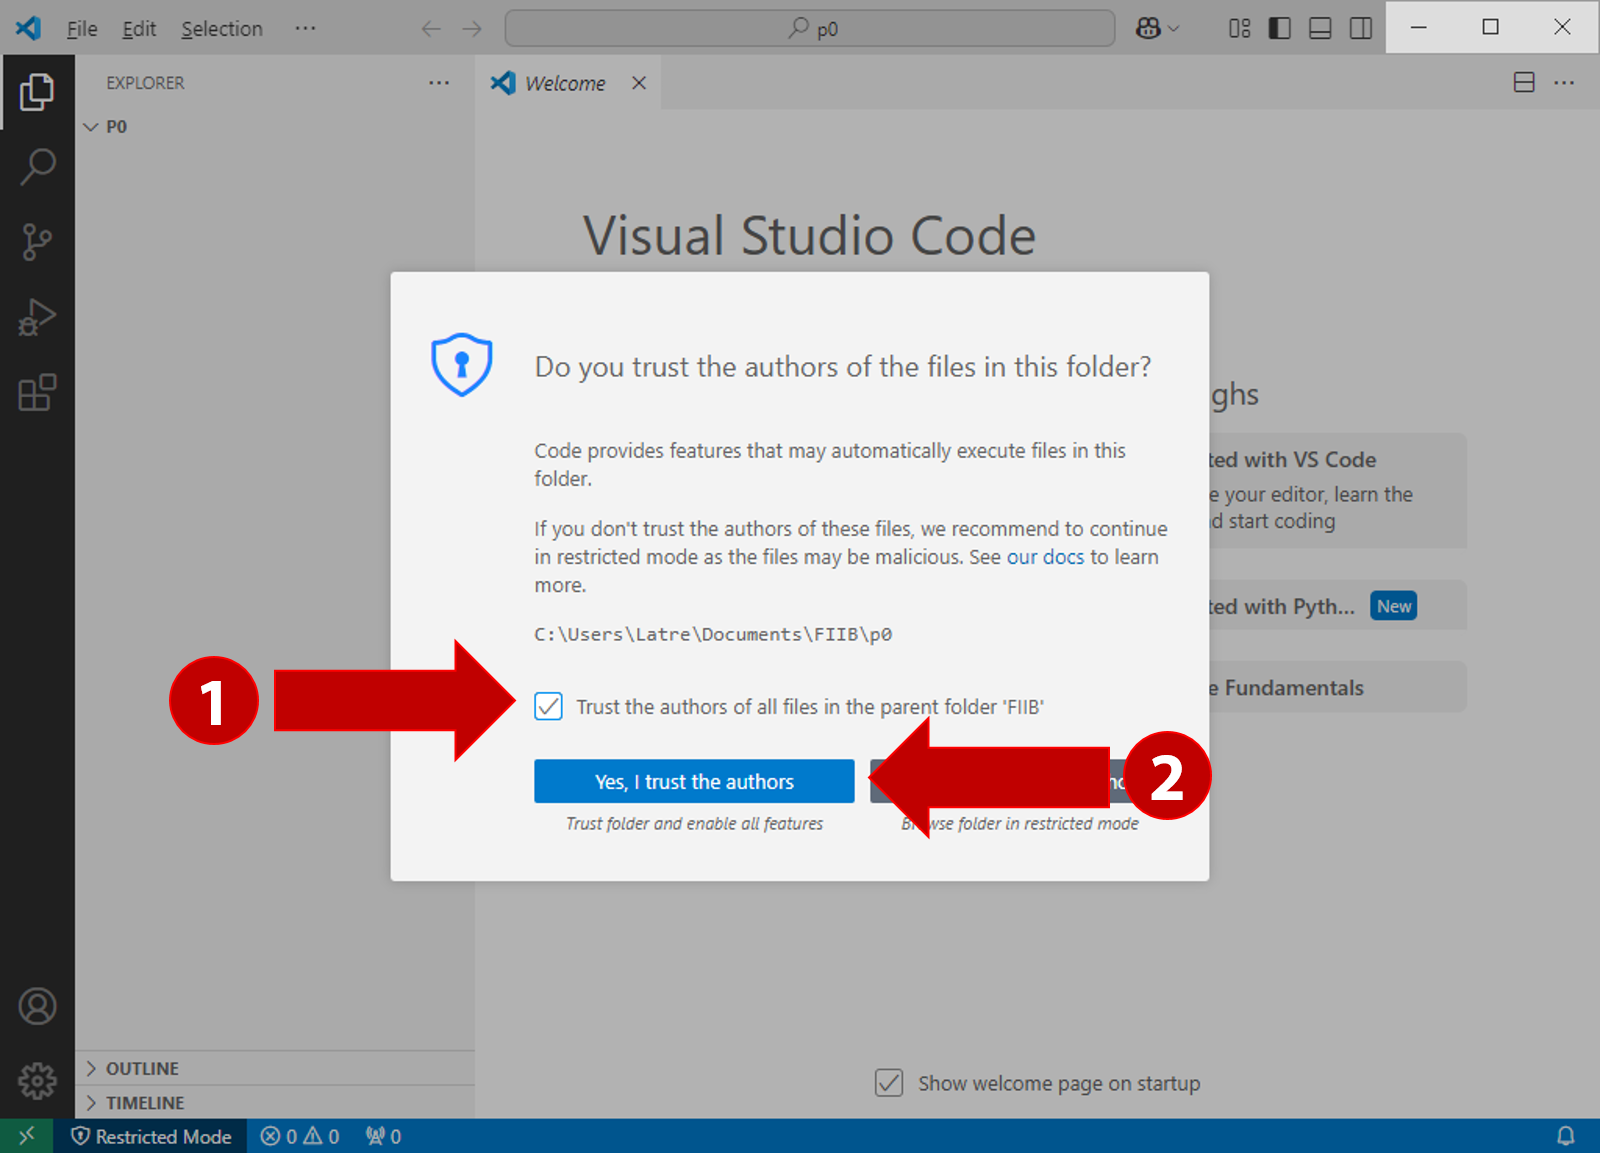 File Edit Selection ··· p0
EXPLORER ···
Welcome
P0
Visual Studio Code
Do you trust the authors of the files in this folder?
ghs
Code provides features that may automatically execute files in this
folder.
ted with VS Code
e your editor, learn the
d start coding
If you don't trust the authors of these files, we recommend to continue
in restricted mode as the files may be malicious. See our docs to learn
more.
ted with Pyth... New
C:\Users\Latre\Documents\FIIB\p0
e Fundamentals
1
Trust the authors of all files in the parent folder 'FIIB'
Yes, I trust the authors
2
Trust folder and enable all features
Browse folder in restricted mode
OUTLINE
Show welcome page on startup
TIMELINE
Restricted Mode 0 0 0